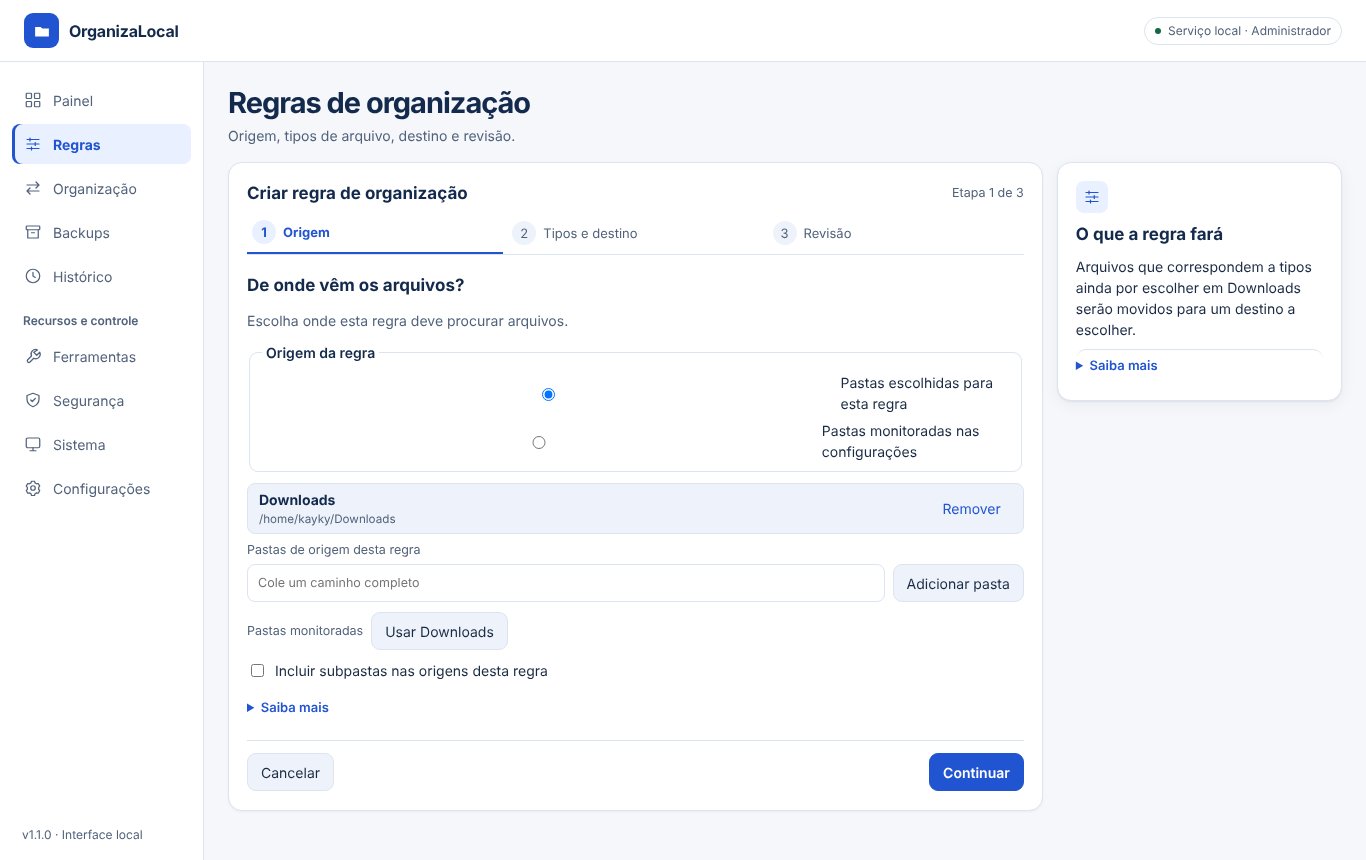 OrganizaLocal
Serviço local · Administrador
Painel
Regras
Organização
Backups
Histórico
Recursos e controle
Ferramentas
Segurança
Sistema
Configurações
v1.1.0 · Interface local
Regras de organização
Origem, tipos de arquivo, destino e revisão.
Criar regra de organização
Etapa 1 de 3
1 Origem
2 Tipos e destino
3 Revisão
De onde vêm os arquivos?
Escolha onde esta regra deve procurar arquivos.
Origem da regra
Pastas escolhidas para
esta regra
Pastas monitoradas nas
configurações
Downloads
/home/kayky/Downloads
Remover
Pastas de origem desta regra
Cole um caminho completo
Adicionar pasta
Pastas monitoradas
Usar Downloads
Incluir subpastas nas origens desta regra
Saiba mais
Cancelar
Continuar
O que a regra fará
Arquivos que correspondem a tipos
ainda por escolher em Downloads
serão movidos para um destino a
escolher.
Saiba mais